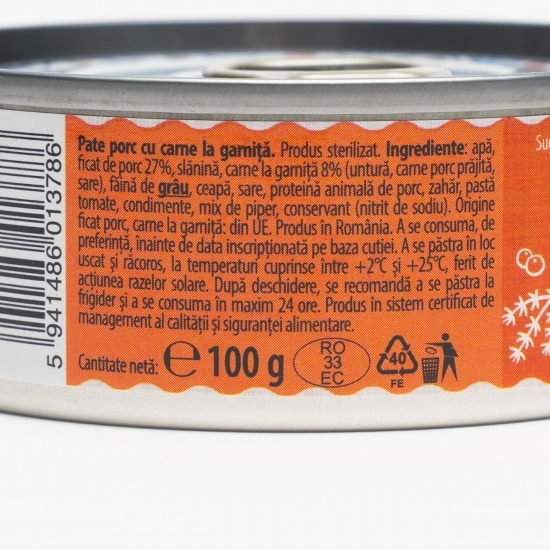 Pate porc cu carne la garniță. Produs sterilizat. Ingrediente: apă,
ficat de porc 27%, slănină, carne la garniță 8% (untură, carne porc prăjită,
sare), făină de grâu, ceapă, sare, proteină animală de porc, zahăr, pastă
tomate, condimente, mix de piper, conservant (nitrit de sodiu). Origine
ficat porc, carne la garniță: din UE. Produs în România. A se consuma, de
preferință, înainte de data inscripționată pe baza cutiei. A se păstra în loc
uscat și răcoros, la temperaturi cuprinse între +2°C și +25°C, ferit de
acțiunea razelor solare. După deschidere, se recomandă a se păstra la
frigider și a se consuma în maxim 24 ore. Produs în sistem certificat de
management al calității și siguranței alimentare.
Cantitate netă: ℮ 100 g
RO
33
EC
40
FE
5 941486 013786